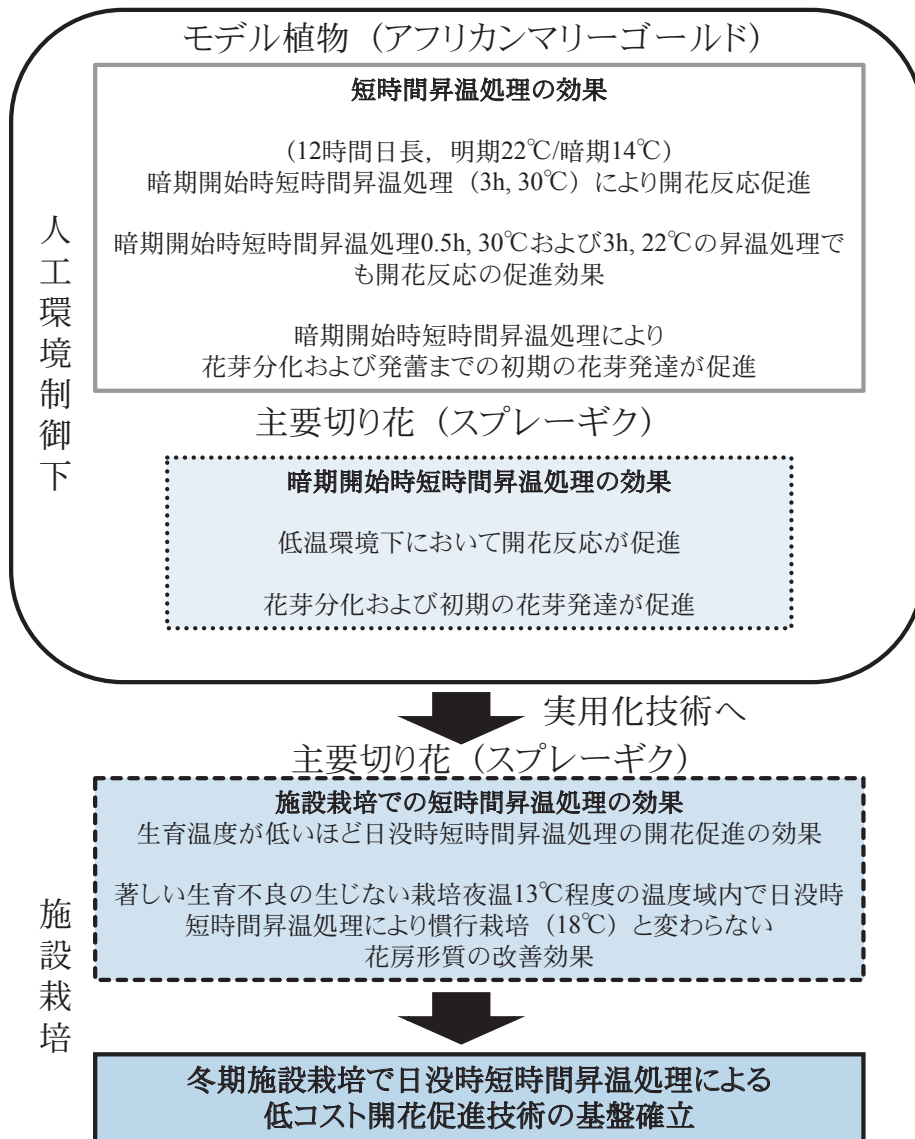 モデル植物（アフリカンマリーゴールド）
短時間昇温処理の効果
（12時間日長，明期22℃/暗期14℃）
暗期開始時短時間昇温処理（3h, 30℃）により開花反応促進
暗期開始時短時間昇温処理0.5h, 30℃および3h, 22℃の昇温処理で
も開花反応の促進効果
暗期開始時短時間昇温処理により
花芽分化および発蕾までの初期の花芽発達が促進
人工環境制御下
主要切り花（スプレーギク）
暗期開始時短時間昇温処理の効果
低温環境下において開花反応が促進
花芽分化および初期の花芽発達が促進
実用化技術へ
主要切り花（スプレーギク）
施設栽培での短時間昇温処理の効果
生育温度が低いほど日没時短時間昇温処理の開花促進の効果
著しい生育不良の生じない栽培夜温13℃程度の温度域内で日没時
短時間昇温処理により慣行栽培（18℃）と変わらない
花房形質の改善効果
施設栽培
冬期施設栽培で日没時短時間昇温処理による
低コスト開花促進技術の基盤確立